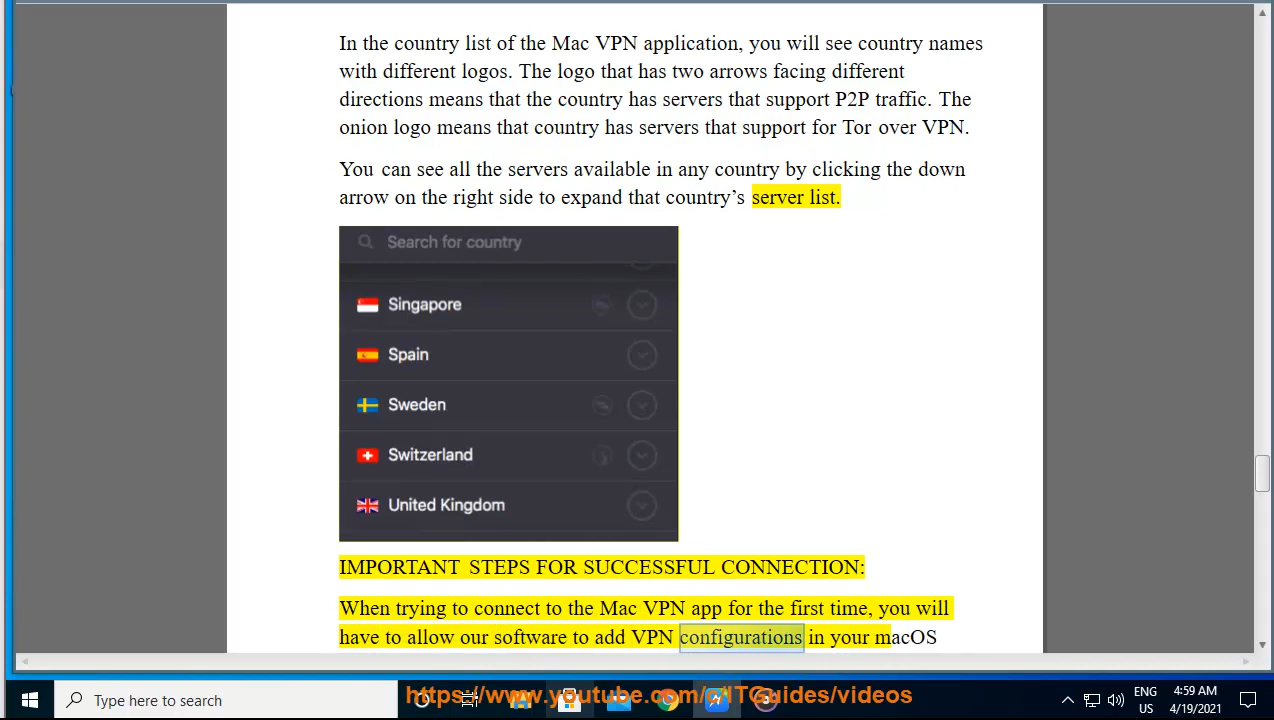 In the country list of the Mac VPN application, you will see country names
with different logos. The logo that has two arrows facing different
directions means that the country has servers that support P2P traffic. The
onion logo means that country has servers that support for Tor over VPN.
You can see all the servers available in any country by clicking the down
arrow on the right side to expand that country’s server list.
Search for country
Singapore
Spain
Sweden
Switzerland
United Kingdom
IMPORTANT STEPS FOR SUCCESSFUL CONNECTION:
When trying to connect to the Mac VPN app for the first time, you will
have to allow our software to add VPN configurations in your macOS
Type here to search
https://www.youtube.com/c/ITGuides/videos
ENG
US
4:59 AM
4/19/2021